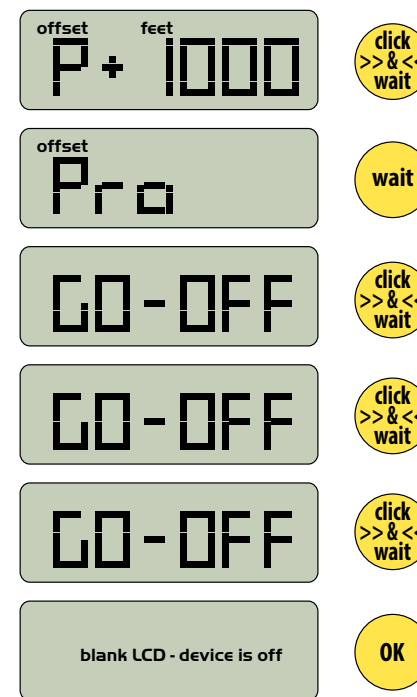 offset feet
P+ 1000
click
>> & <
wait
offset
Pro
wait
GO-OFF
click
>> & <
wait
GO-OFF
click
>> & <
wait
GO-OFF
click
>> & <
wait
blank LCD - device is off
OK